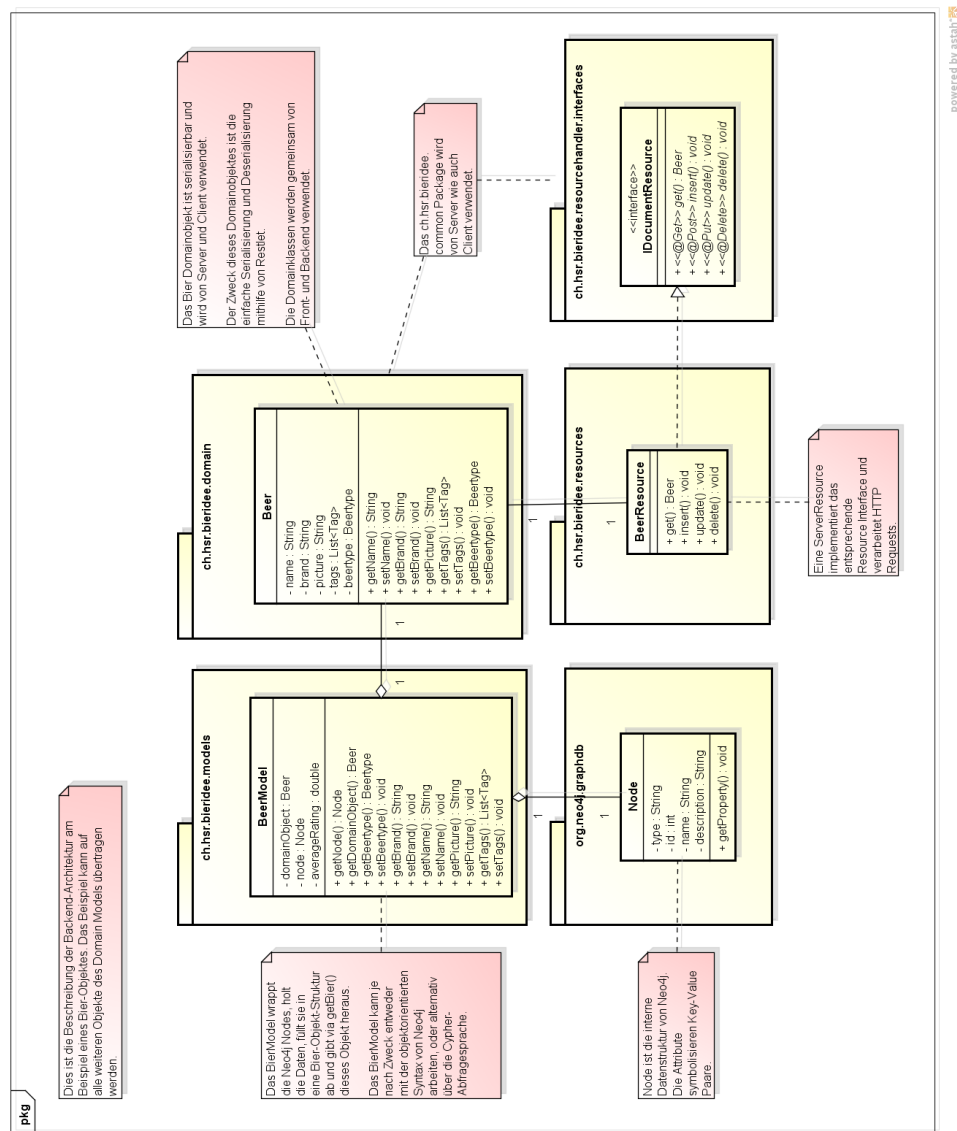 pkg
Dies ist die Beschreibung der Backend-Architektur am
Beispiel eines Bier-Objektes. Das Beispiel kann auf
alle weiteren Objekte des Domain Models übertragen
werden.
Das Bier Domainobjekt ist serialisierbar und
wird von Server und Client verwendet.
Der Zweck dieses Domainobjektes ist die
einfache Serialisierung und Deserialisierung
mithilfe von Restlet.
Die Domainklassen werden gemeinsam von
Front- und Backend verwendet.
Das BierModel wrappt
die Neo4j Nodes, holt
die Daten, füllt sie in
eine Bier-Objekt-Struktur
ab und gibt via getBier()
dieses Objekt heraus.
Das BierModel kann je
nach Zweck entweder
mit der objektorientierten
Syntax von Neo4j
arbeiten, oder alternativ
über die Cypher-
Abfragesprache.
ch.hsr.bieridee.models
BeerModel
- domainObject : Beer
- node : Node
- averageRating : double
+ getNode() : Node
+ getDomainObject() : Beer
+ getBeertype() : Beertype
+ setBeertype() : void
+ getBrand() : String
+ setBrand() : void
+ getName() : String
+ setName() : void
+ getPicture() : String
+ setPicture() : void
+ getTags() : List<Tag>
+ setTags() : void
1
1
ch.hsr.bieridee.domain
Beer
- name : String
- brand : String
- picture : String
- tags : List<Tag>
- beertype : Beertype
+ getName() : String
+ setName() : void
+ getBrand() : String
+ setBrand() : void
+ getPicture() : String
+ getTags() : List<Tag>
+ setTags() : void
+ getBeertype() : Beertype
+ setBeertype() : void
Das ch.hsr.bieridee.
common Package wird
von Server wie auch
Client verwendet.
1
1
1
1
Node ist die interne
Datenstruktur von Neo4j.
Die Attribute
symbolisieren Key-Value
Paare.
org.neo4j.graphdb
Node
- type : String
- id : int
- name : String
- description : String
+ getProperty() : void
ch.hsr.bieridee.resources
BeerResource
+ get() : Beer
+ insert() : void
+ update() : void
+ delete() : void
ch.hsr.bieridee.resourcehandler.interfaces
<<interface>>
IDocumentResource
+ <<@Get>> get() : Beer
+ <<@Post>> insert() : void
+ <<@Put>> update() : void
+ <<@Delete>> delete() : void
Eine ServerResource
implementiert das
entsprechende
Resource Interface und
verarbeitet HTTP
Requests.
powered by astah*